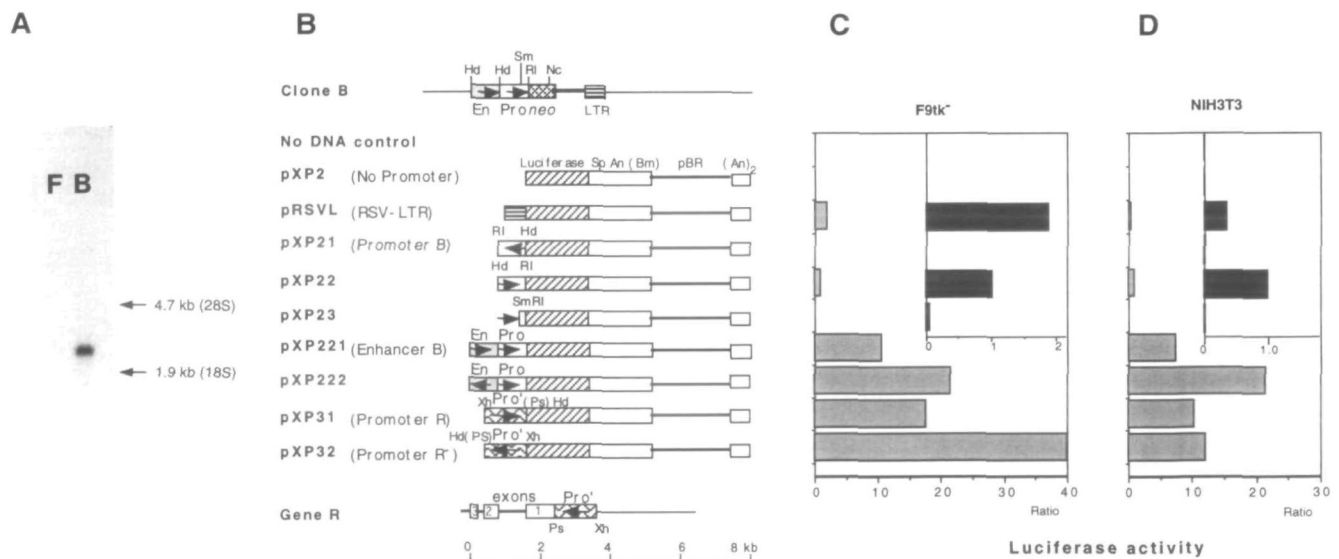 A
B
C
D
F B
4.7 kb (28S)
1.9 kb (18S)
Sm
Hd Hd RI Nc
Clone B
En Pro neo LTR
No DNA control
Luciferase Sp An (Bm) pBR (An)2
pXP2 (No Promoter)
pRSVL (RSV-LTR)
RI Hd
pXP21 (Promoter B)
Hd RI
pXP22
SmRI
pXP23
En Pro
pXP221 (Enhancer B)
En Pro
pXP222
Xh Pro' (Ps) Hd
pXP31 (Promoter R)
Hd(PS) Pro' Xh
pXP32 (Promoter R-)
exons Pro'
Gene R
3 2 1
Ps Xh
0 2 4 6 8 kb
F9tk-
0 1 2
0 10 20 30 40
Ratio
NIH3T3
0 1.0
0 10 20 30
Ratio
Luciferase activity